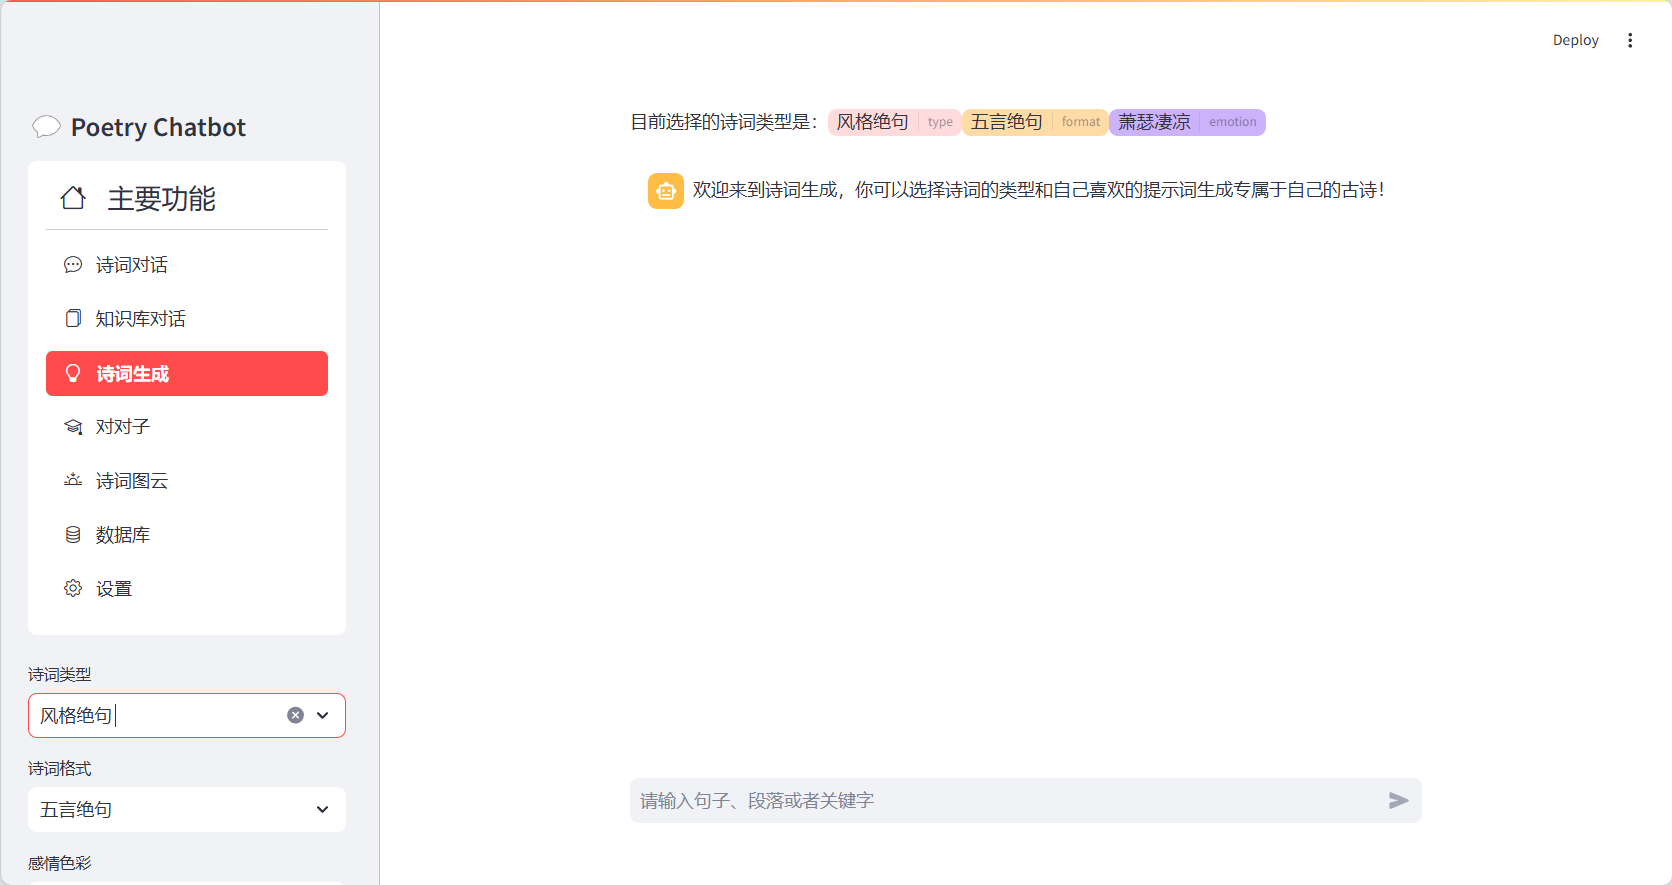 Deploy
Poetry Chatbot
主要功能
诗词对话
知识库对话
诗词生成
对对子
诗词图云
数据库
设置
诗词类型
风格绝句
诗词格式
五言绝句
感情色彩
目前选择的诗词类型是： 风格绝句 type 五言绝句 format 萧瑟凄凉 emotion
欢迎来到诗词生成，你可以选择诗词的类型和自己喜欢的提示词生成专属于自己的古诗！
请输入句子、段落或者关键字